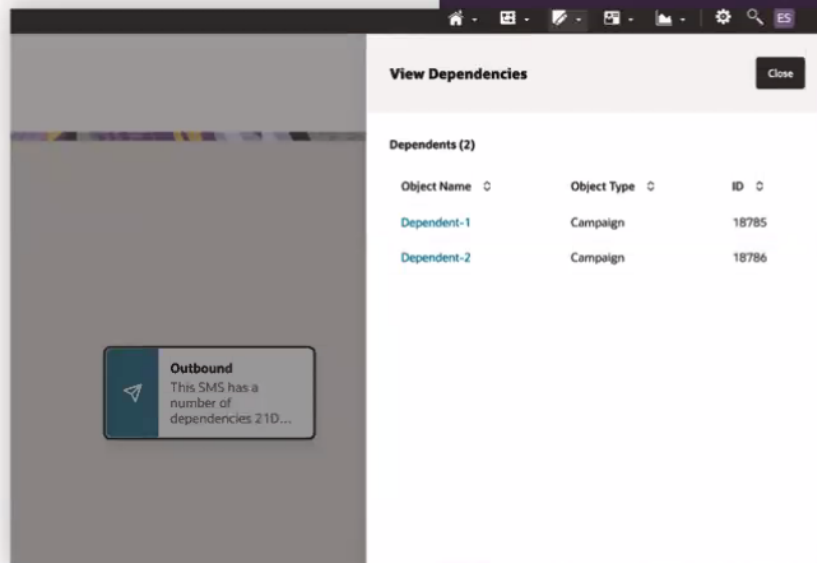 ES
View Dependencies
Close
Dependents (2)
Object Name Object Type ID
Dependent-1 Campaign 18785
Dependent-2 Campaign 18786
Outbound
This SMS has a
number of
dependencies 21D...